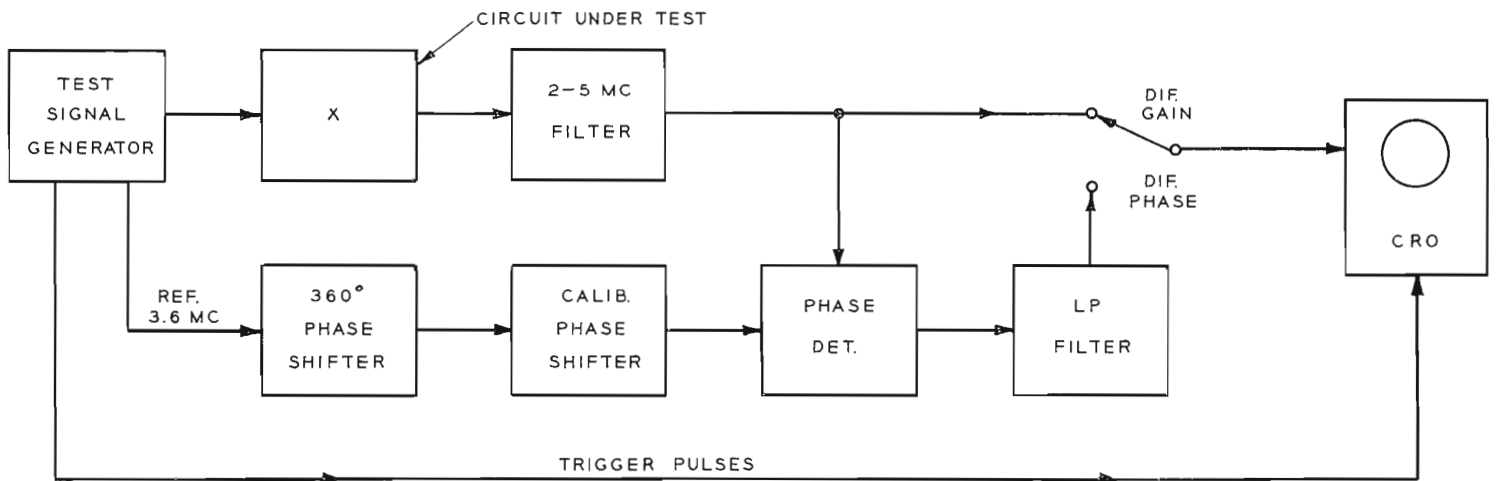 CIRCUIT UNDER TEST
TEST
SIGNAL
GENERATOR
X
2-5 MC
FILTER
DIF.
GAIN
DIF.
PHASE
CRO
REF.
3.6 MC
360°
PHASE
SHIFTER
CALIB.
PHASE
SHIFTER
PHASE
DET.
LP
FILTER
TRIGGER PULSES